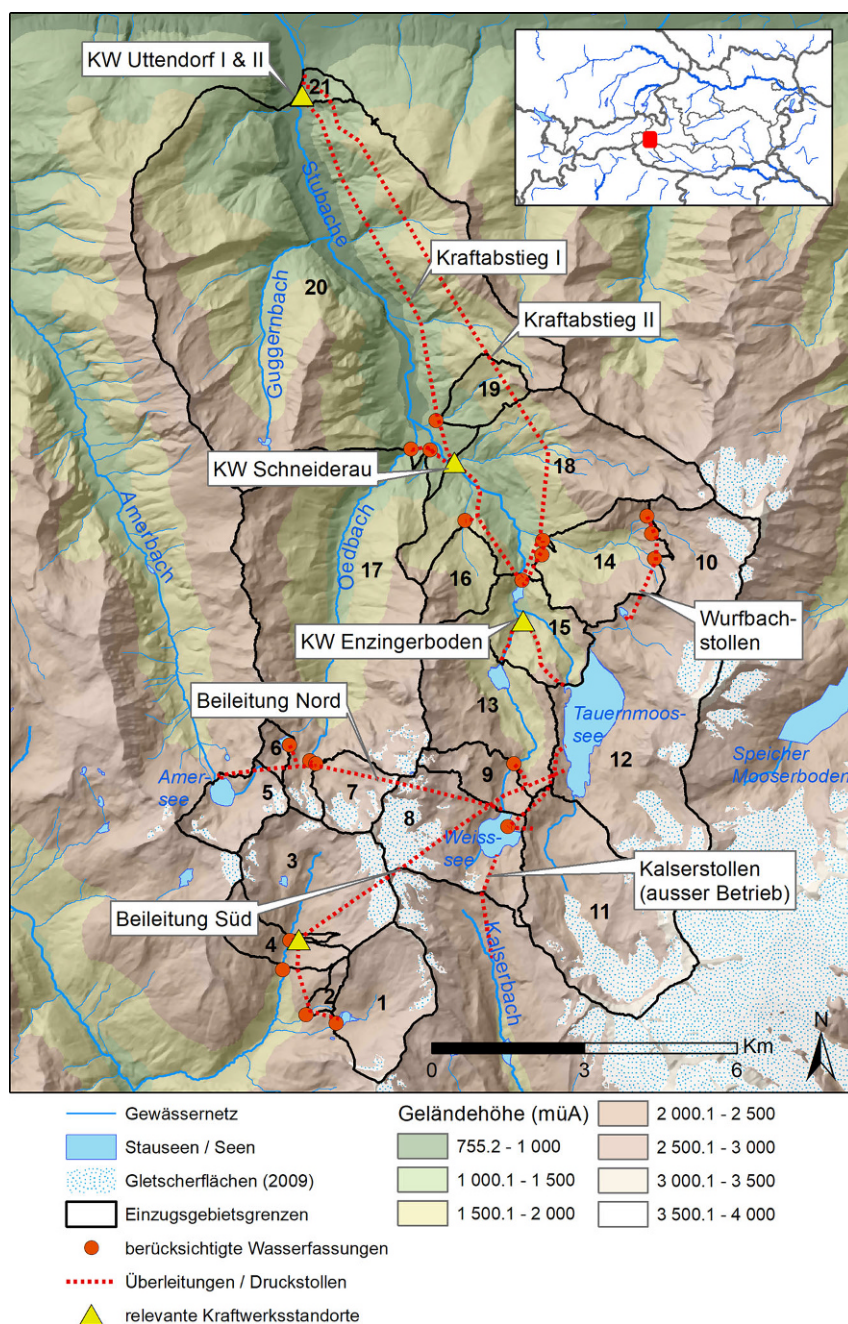 KW Uttendorf I & II
21
Stubache
Kraftabstieg I
20
Guggernbach
Kraftabstieg II
19
KW Schneiderau
18
Amerbach
Oedbach
17
16
14
10
Wurfbach-
stollen
KW Enzingerboden
15
Beileitung Nord
13
Tauernmoos-
see
12
Speicher
Mooserboden
6
Amer-
see
5
7
9
8
Weiss-
see
3
Kalserstollen
(ausser Betrieb)
Beileitung Süd
11
4
Kalserbach
2
1
N
Km
0
3
6
Gewässernetz
Stauseen / Seen
Gletscherflächen (2009)
Einzugsgebietsgrenzen
berücksichtigte Wasserfassungen
Überleitungen / Druckstollen
relevante Kraftwerksstandorte
Geländehöhe (müA)
755.2 - 1 000
1 000.1 - 1 500
1 500.1 - 2 000
2 000.1 - 2 500
2 500.1 - 3 000
3 000.1 - 3 500
3 500.1 - 4 000